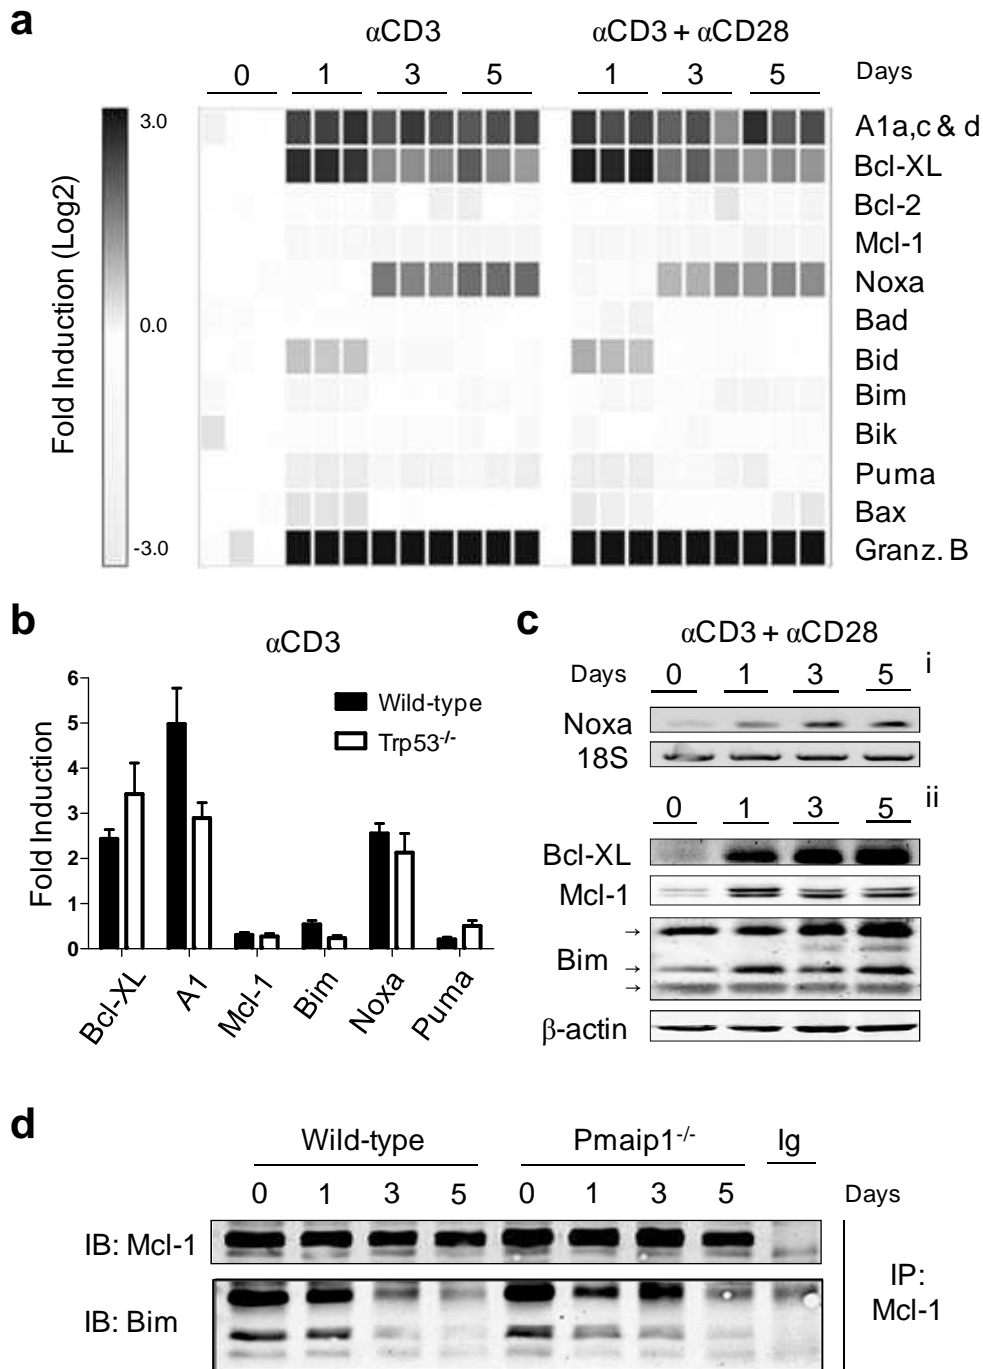 a
αCD3 αCD3 + αCD28
0 1 3 5 1 3 5 Days
Fold Induction (Log2)
3.0
0.0
-3.0
A1a,c & d
Bcl-XL
Bcl-2
Mcl-1
Noxa
Bad
Bid
Bim
Bik
Puma
Bax
Granz. B
b
αCD3
Fold Induction
6
5
4
3
2
1
0
Wild-type
Trp53-/-
Bcl-XL A1 Mcl-1 Bim Noxa Puma
c
αCD3 + αCD28
Days 0 1 3 5 i
Noxa
18S
ii
0 1 3 5
Bcl-XL
Mcl-1
→
Bim →
→
β-actin
d
Wild-type Pmaip1-/- Ig
0 1 3 5 0 1 3 5 Days
IB: Mcl-1
IB: Bim
IP:
Mcl-1